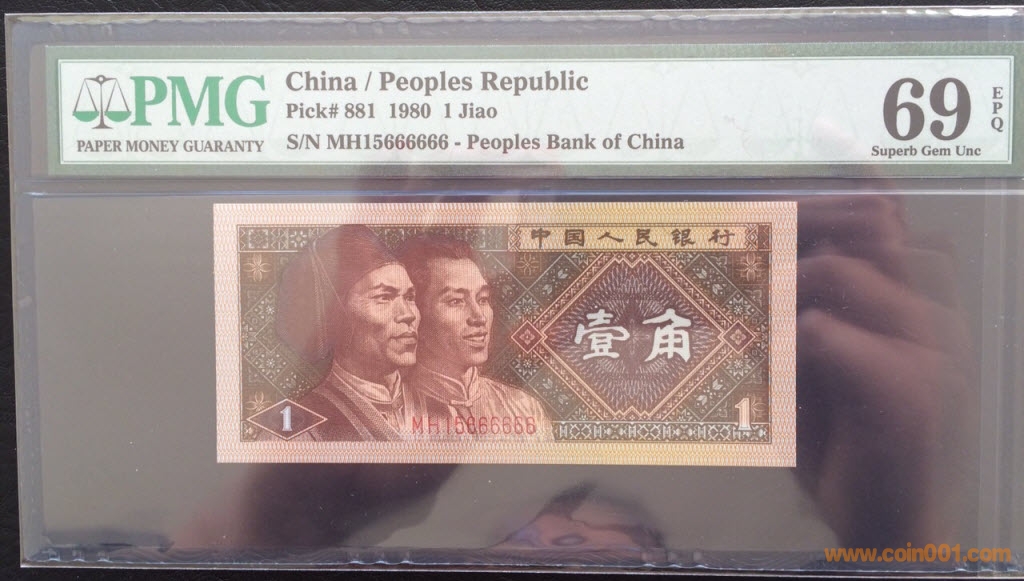 PMG
PAPER MONEY GUARANTY
China / Peoples Republic
Pick# 881 1980 1 Jiao
S/N MH15666666 - Peoples Bank of China
69
EPQ
Superb Gem Unc
中国人民银行
壹角
1
MH15666666
1
www.coin001.com